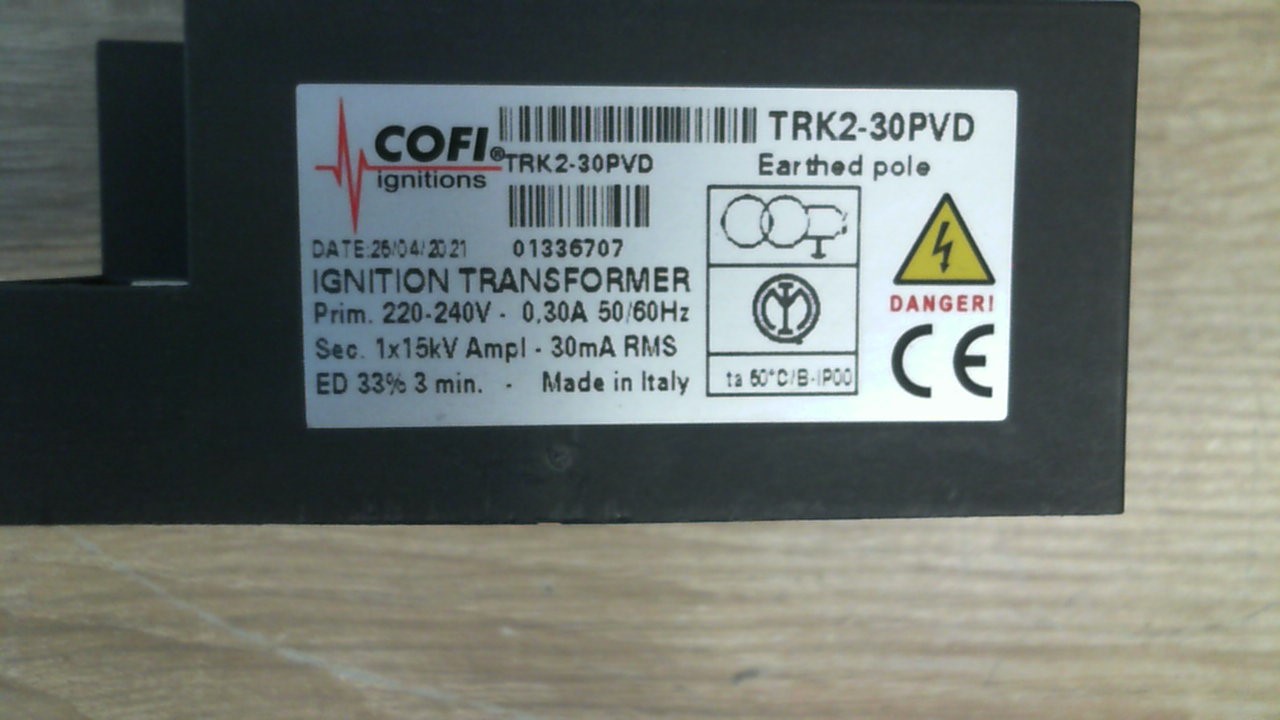 COFI® TRK2-30PVD
ignitions TRK2-30PVD Earthed pole
DATE:26/04/2021 01336707
IGNITION TRANSFORMER
Prim. 220-240V - 0,30A 50/60Hz
Sec. 1x15kV Ampl - 30mA RMS
ED 33% 3 min. - Made in Italy
ta 60°C/B-IP00
DANGER!
CE